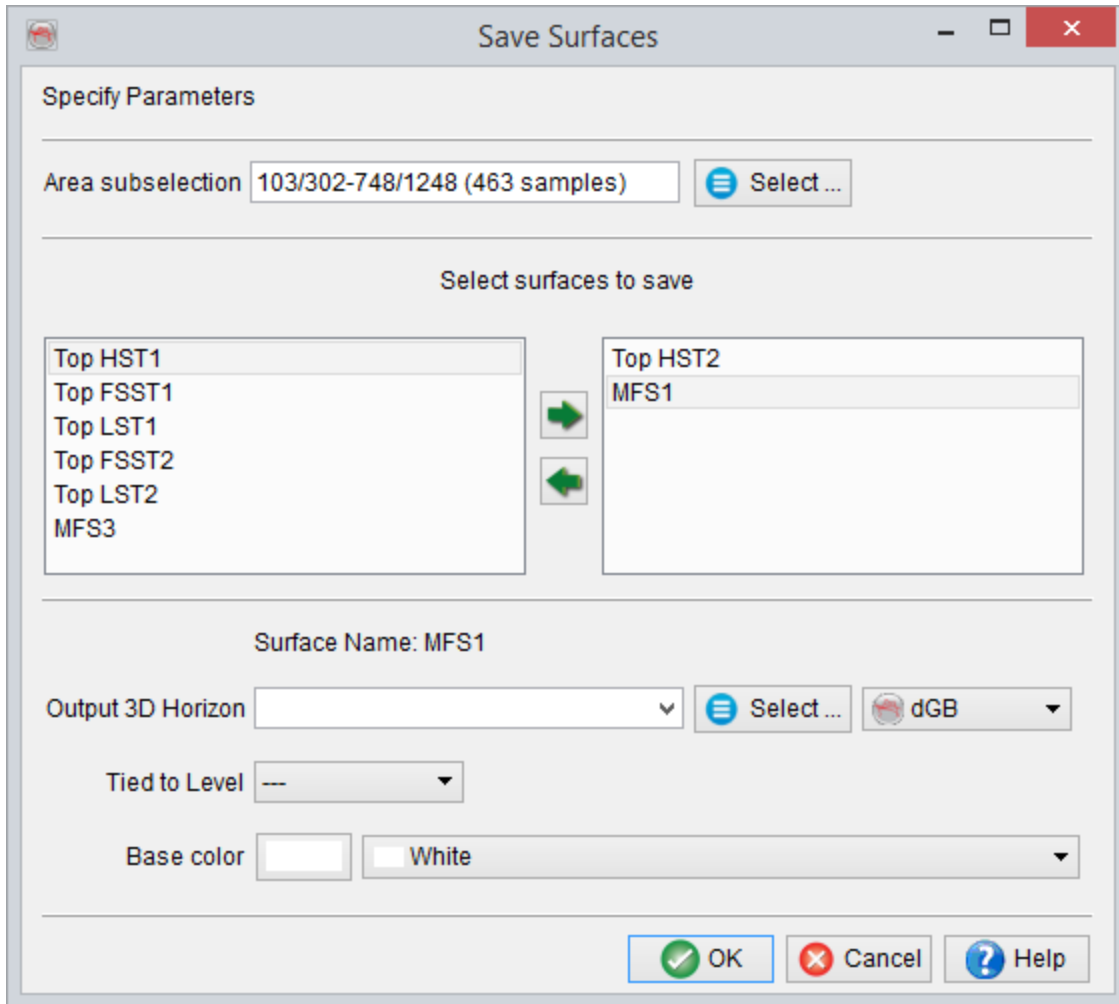 Save Surfaces
Specify Parameters
Area subselection 103/302-748/1248 (463 samples) Select ...
Select surfaces to save
Top HST1
Top FSST1
Top LST1
Top FSST2
Top LST2
MFS3
Top HST2
MFS1
Surface Name: MFS1
Output 3D Horizon Select ... dGB
Tied to Level ---
Base color White
OK Cancel Help